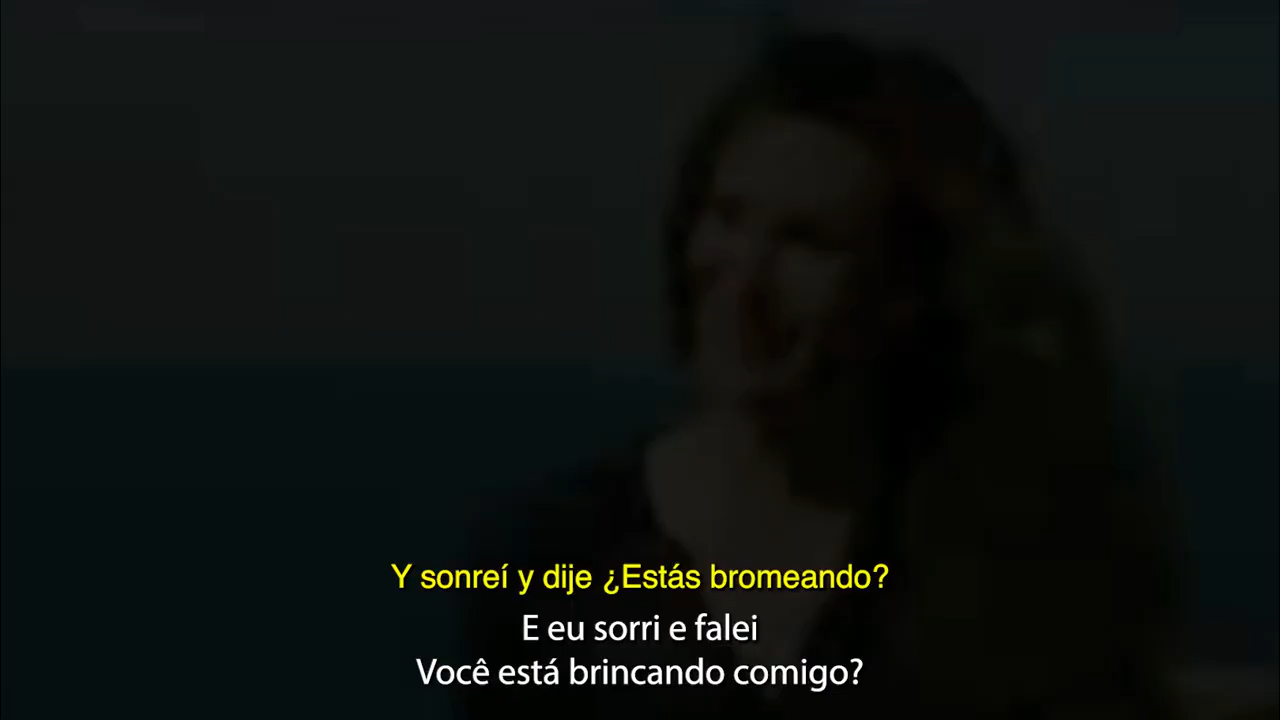 Y sonreí y dije ¿Estás bromeando?
E eu sorri e falei
Você está brincando comigo?